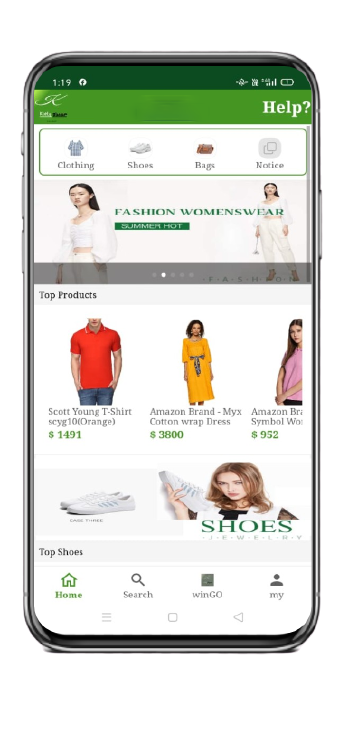 1:19
Help?
Clothing
Shoes
Bags
Notice
FASHION WOMENSWEAR
SUMMER HOT
-F-A-S-H-I-O-N
Top Products
Scott Young T-Shirt
scyg10(Orange)
$ 1491
Amazon Brand - Myx
Cotton wrap Dress
$ 3800
Amazon Bra
Symbol Wo
$ 952
SHOES
-J-E-W-E-L-R-Y
Top Shoes
Home
Search
winGO
my